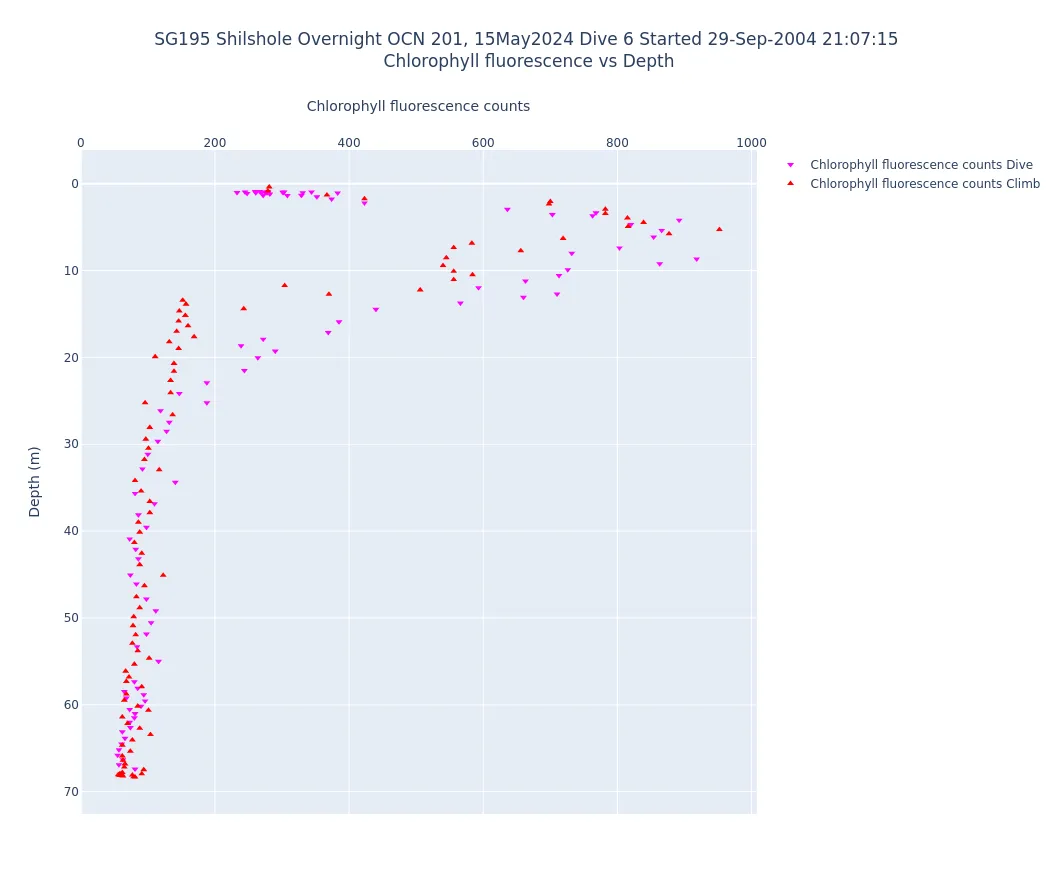 SG195 Shilshole Overnight OCN 201, 15May2024 Dive 6 Started 29-Sep-2004 21:07:15
Chlorophyll fluorescence vs Depth
Chlorophyll fluorescence counts
0 200 400 600 800 1000
Chlorophyll fluorescence counts Dive
Chlorophyll fluorescence counts Climb
0
10
20
30
40
50
60
70
Depth (m)